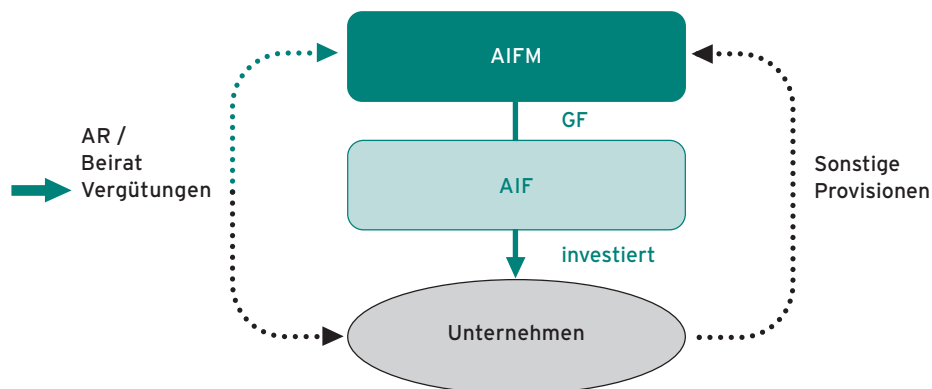 AIFM
GF
AR /
Beirat
Vergütungen
AIF
Sonstige
Provisionen
investiert
Unternehmen